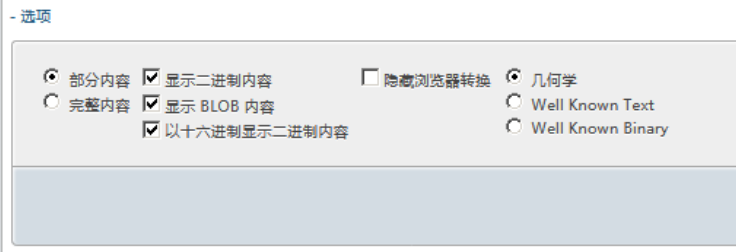 - 选项
部分内容 显示二进制内容 隐藏浏览器转换 几何学
完整内容 显示 BLOB 内容 Well Known Text
以十六进制显示二进制内容 Well Known Binary